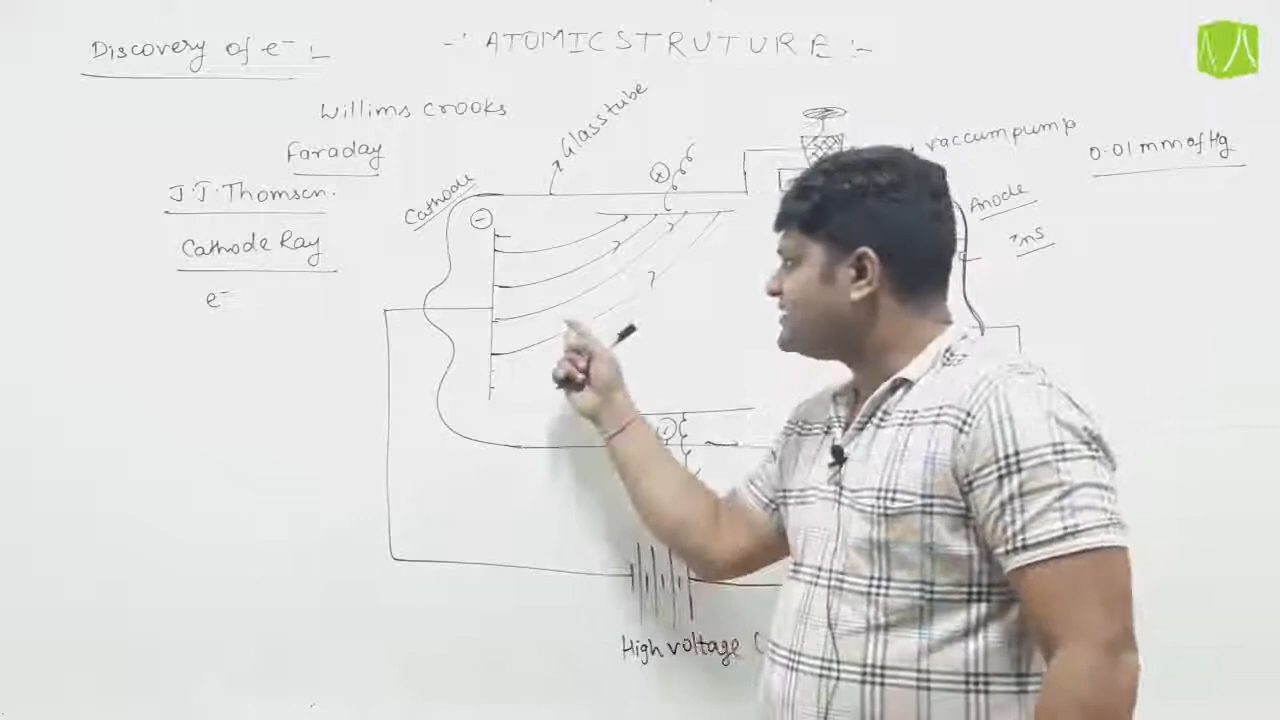 Discovery of e⁻ :-
-: ATOMIC STRUTURE :-
Willims crooks
Faraday
J.J. Thomson.
Cathode Ray
e⁻
Cathode
Glass tube
vaccum pump
0.01 mm of Hg
Anode
ZnS
High voltage (